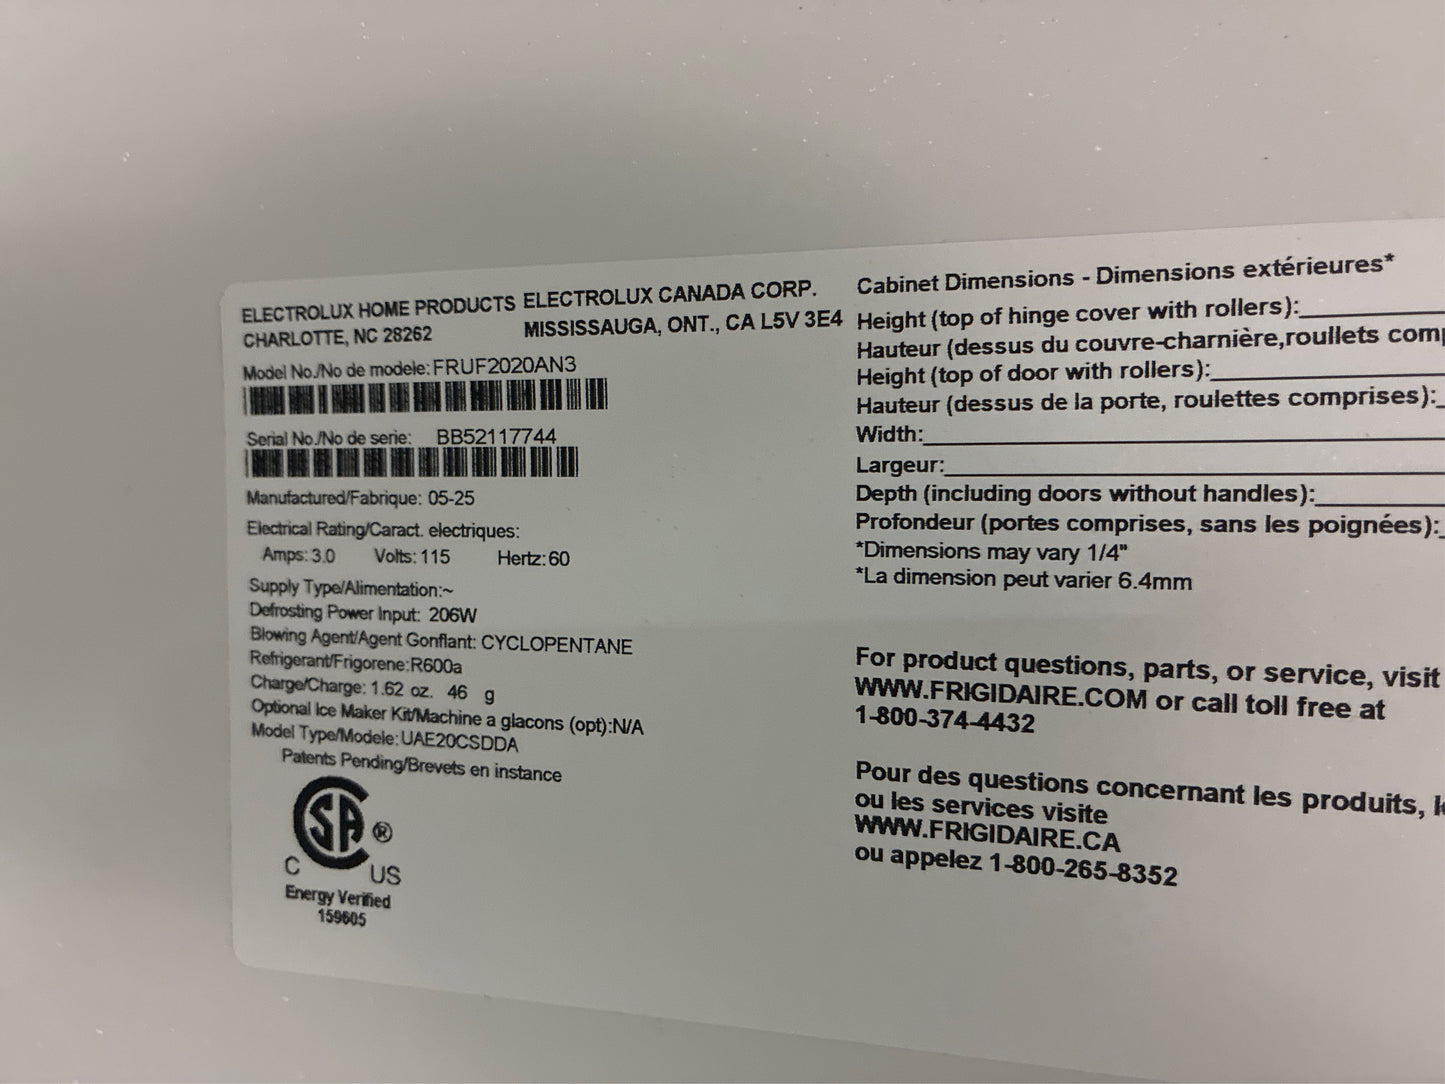 ELECTROLUX HOME PRODUCTS ELECTROLUX CANADA CORP.
CHARLOTTE, NC 28262 MISSISSAUGA, ONT., CA L5V 3E4
Model No./No de modele: FRUF2020AN3
Serial No./No de serie: BB52117744
Manufactured/Fabrique: 05-25
Electrical Rating/Caract. electriques:
Amps: 3.0 Volts: 115 Hertz: 60
Supply Type/Alimentation:~
Defrosting Power Input: 206W
Blowing Agent/Agent Gonflant: CYCLOPENTANE
Refrigerant/Frigorene: R600a
Charge/Charge: 1.62 oz. 46 g
Optional Ice Maker Kit/Machine a glacons (opt):N/A
Model Type/Modele: UAE20CSDDA
Patents Pending/Brevets en instance
SA ®
C US
Energy Verified
159605
Cabinet Dimensions - Dimensions extérieures*
Height (top of hinge cover with rollers):
Hauteur (dessus du couvre-charnière,roullets
Height (top of door with rollers):
Hauteur (dessus de la porte, roulettes comprises):
Width:
Largeur:
Depth (including doors without handles):
Profondeur (portes comprises, sans les poignées):
*Dimensions may vary 1/4"
*La dimension peut varier 6.4mm
For product questions, parts, or service, visit
WWW.FRIGIDAIRE.COM or call toll free at
1-800-374-4432
Pour des questions concernant les produits,
ou les services visite
WWW.FRIGIDAIRE.CA
ou appelez 1-800-265-8352